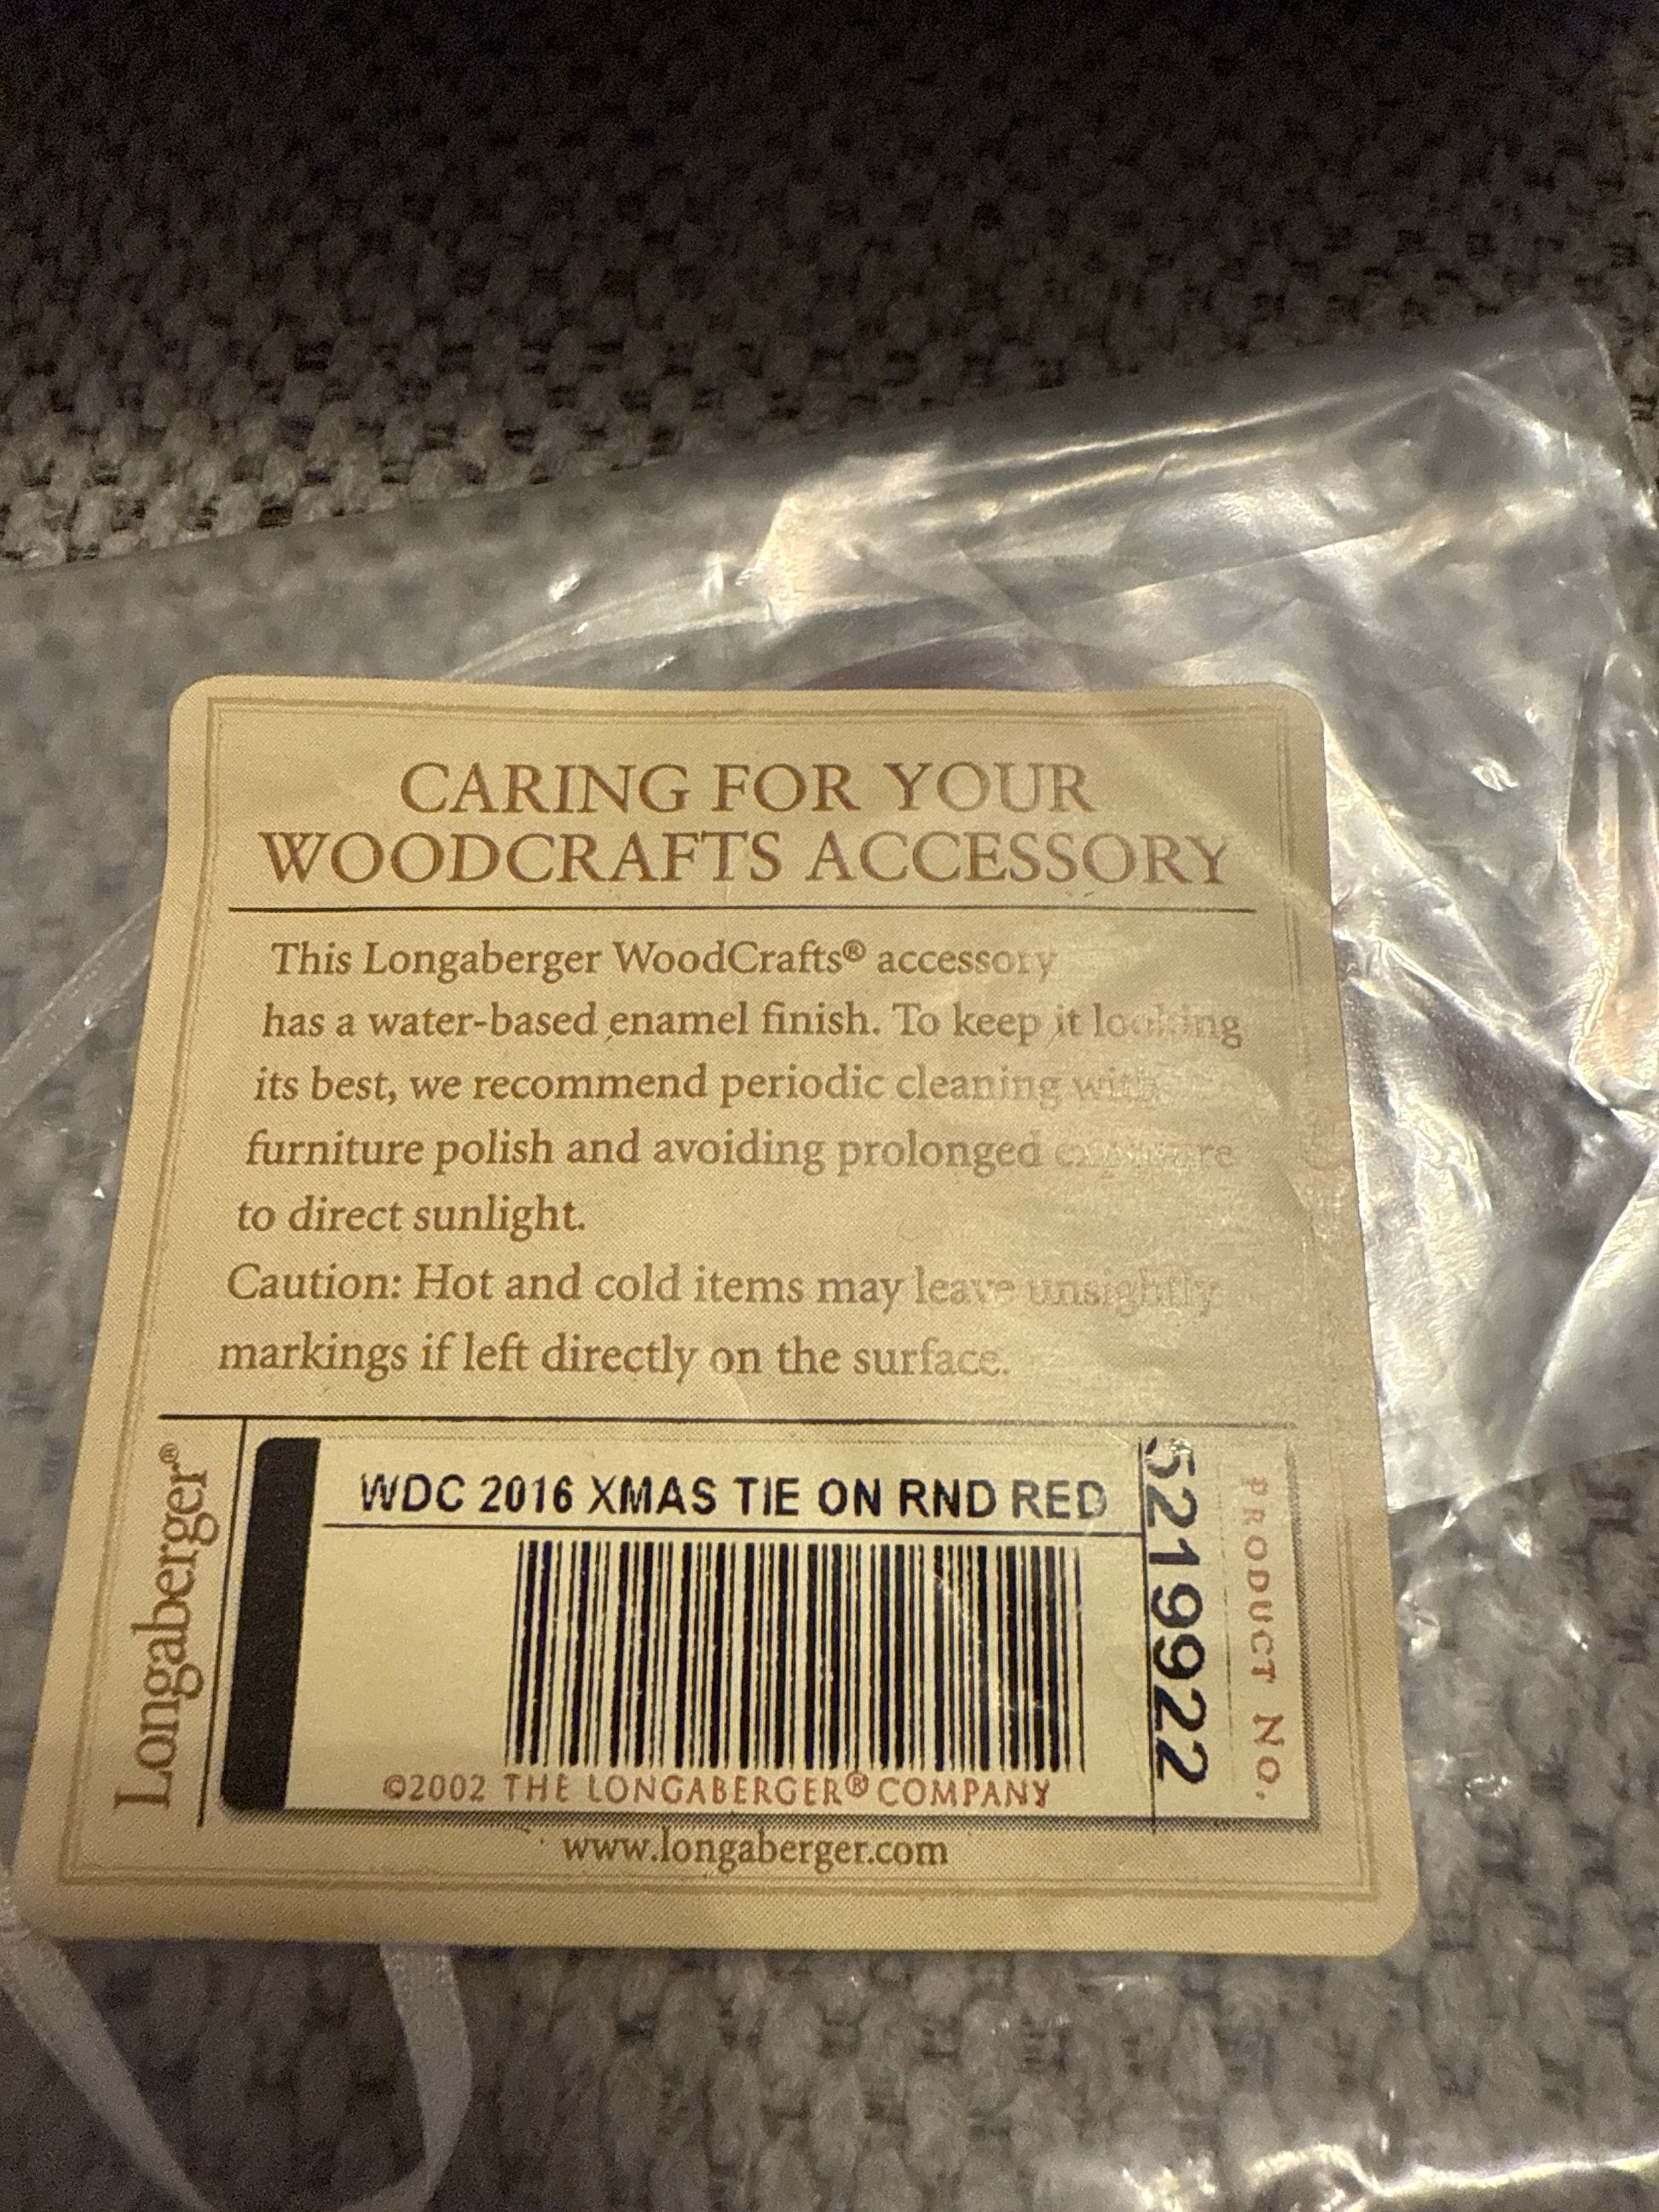 CARING FOR YOUR
WOODCRAFTS ACCESSORY
This Longaberger WoodCrafts® accessory
has a water-based enamel finish. To keep it looking
its best, we recommend periodic cleaning with
furniture polish and avoiding prolonged exposure
to direct sunlight.
Caution: Hot and cold items may leave unsightly
markings if left directly on the surface.
Longaberger®
WDC 2016 XMAS TIE ON RND RED
5219922
PRODUCT NO.
©2002 THE LONGABERGER® COMPANY
www.longaberger.com